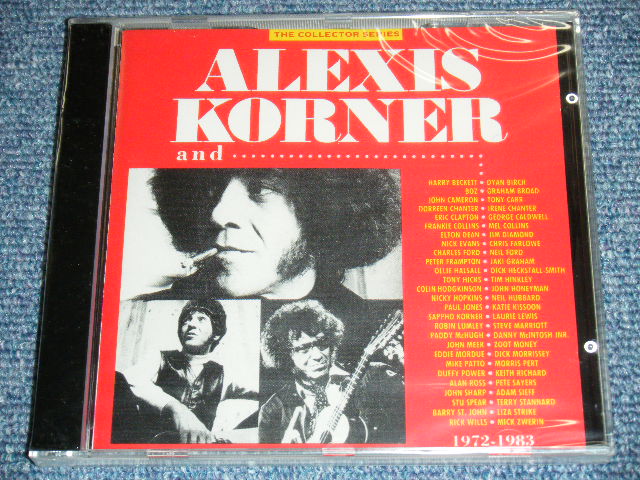 THE COLLECTOR SERIES
ALEXIS
KORNER
and
HARRY BECKETT • DYAN BIRCH
BOZ • GRAHAM BROAD
JOHN CAMERON • TONY CARR
DORREEN CHANTER • IRENE CHANTER
ERIC CLAPTON • GEORGE CALDWELL
FRANKIE COLLINS • MEL COLLINS
ELTON DEAN • JIM DIAMOND
NICK EVANS • CHRIS FARLOWE
CHARLES FORD • NEIL FORD
PETER FRAMPTON • JAKI GRAHAM
OLLIE HALSALL • DICK HECKSTALL-SMITH
TONY HICKS • TIM HINKLEY
COLIN HODGKINSON • JOHN HONEYMAN
NICKY HOPKINS • NEIL HUBBARD
PAUL JONES • KATIE KISSOON
SAPPHO KORNER • LAURIE LEWIS
ROBIN LUMLEY • STEVE MARRIOTT
PADDY McHUGH • DANNY McINTOSH JNR.
JOHN MEEK • ZOOT MONEY
EDDIE MORDUE • DICK MORRISSEY
MIKE PATTO • MORRIS PERT
DUFFY POWER • KEITH RICHARD
ALAN ROSS • PETE SAYERS
JOHN SHARP • ADAM SIEFF
STU SPEAR • TERRY STANNARD
BARRY ST. JOHN • LIZA STRIKE
RICK WILLS • MICK ZWERIN
1972-1983